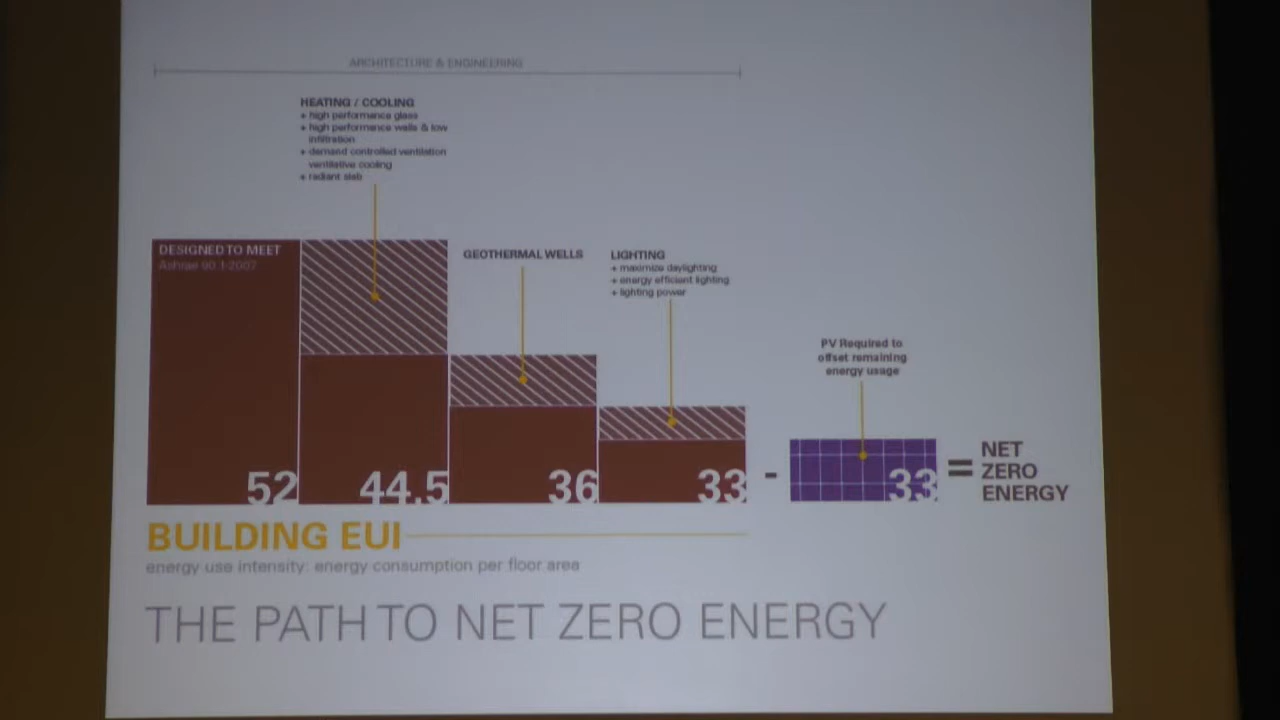 ARCHITECTURE & ENGINEERING
HEATING / COOLING
+ high performance glass
+ high performance walls & low
infiltration
+ demand controlled ventilation
ventilative cooling
+ radiant slab
DESIGNED TO MEET
Ashrae 90.1-2007
GEOTHERMAL WELLS
LIGHTING
+ maximize daylighting
+ energy efficient lighting
+ lighting power
PV Required to
offset remaining
energy usage
52
44.5
36
33
-
33
=
NET
ZERO
ENERGY
BUILDING EUI
energy use intensity: energy consumption per floor area
THE PATH TO NET ZERO ENERGY